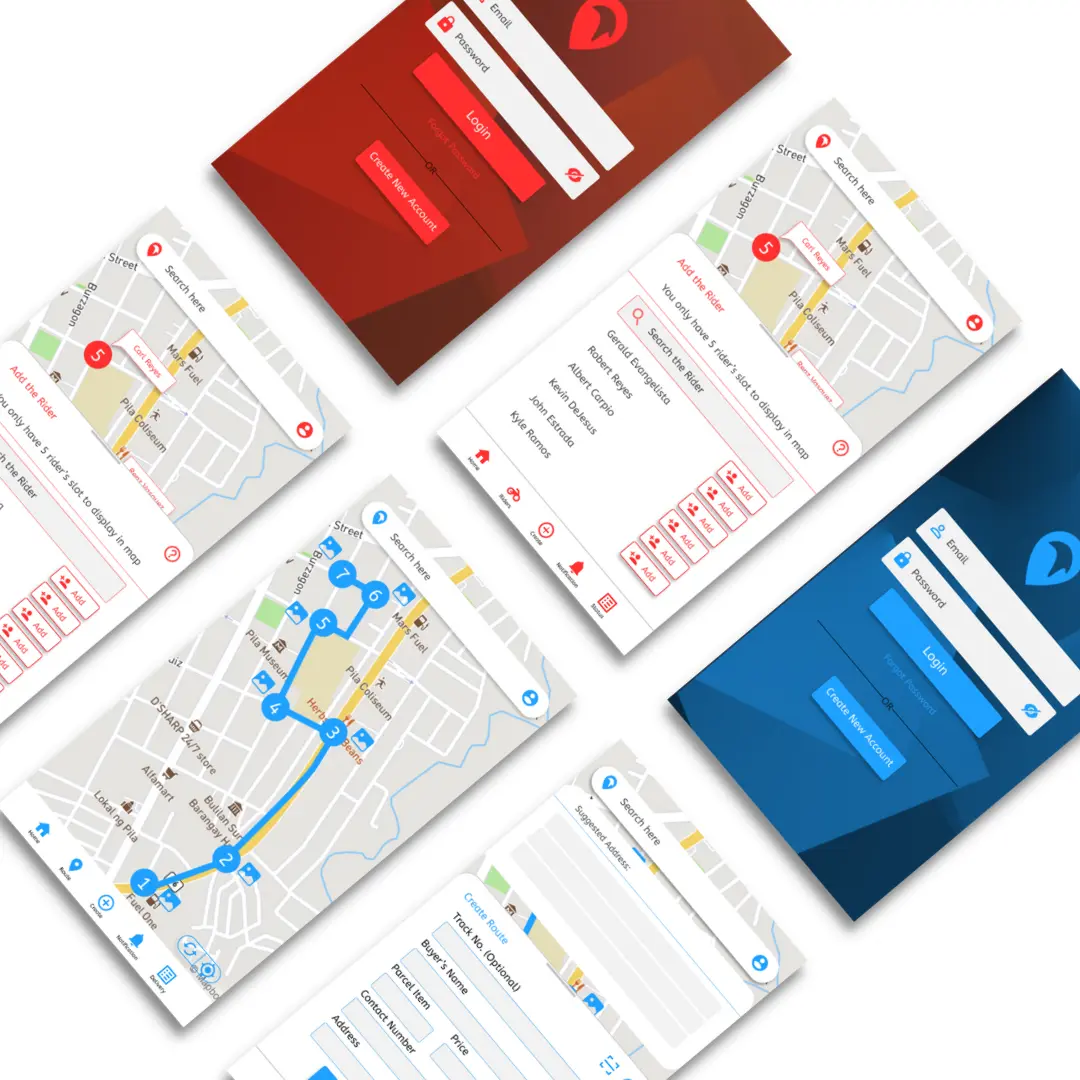 Email
Password
Login
Forgot Password
OR
Create New Account
Search here
Street
Burzagon
5
Carl Reyes
Mars Fuel
Pila Coliseum
Add the Rider
You only have 5 rider's slot to display in map
Search the Rider
Gerald Evangelista
Robert Reyes
Albert Carpio
Kevin DeJesus
John Estrada
Kyle Ramos
Add
Add
Add
Add
Add
Home
Riders
Create
Notification
Status
Search here
Street
Burzagon
5
Carl Reyes
Mars Fuel
Pila Coliseum
Add the Rider
You only have 5 rider's slot to display in map
the Rider
Add
Add
Add
Search here
Street
Burzagon
7
6
5
Mars Fuel
Pila Museum
Pila Coliseum
4
3
Beans
D'SHARP 24/7 store
Alfamart
Lokal ng Pila
Bulilan Sur
Barangay H
2
1
Fuel One
Home
Route
Create
Notification
Delivery
Email
Password
Login
Forgot Password
OR
Create New Account
Search here
Suggested Address:
Create Route
Track No. (Optional)
Buyer's Name
Parcel Item
Price
Contact Number
Address